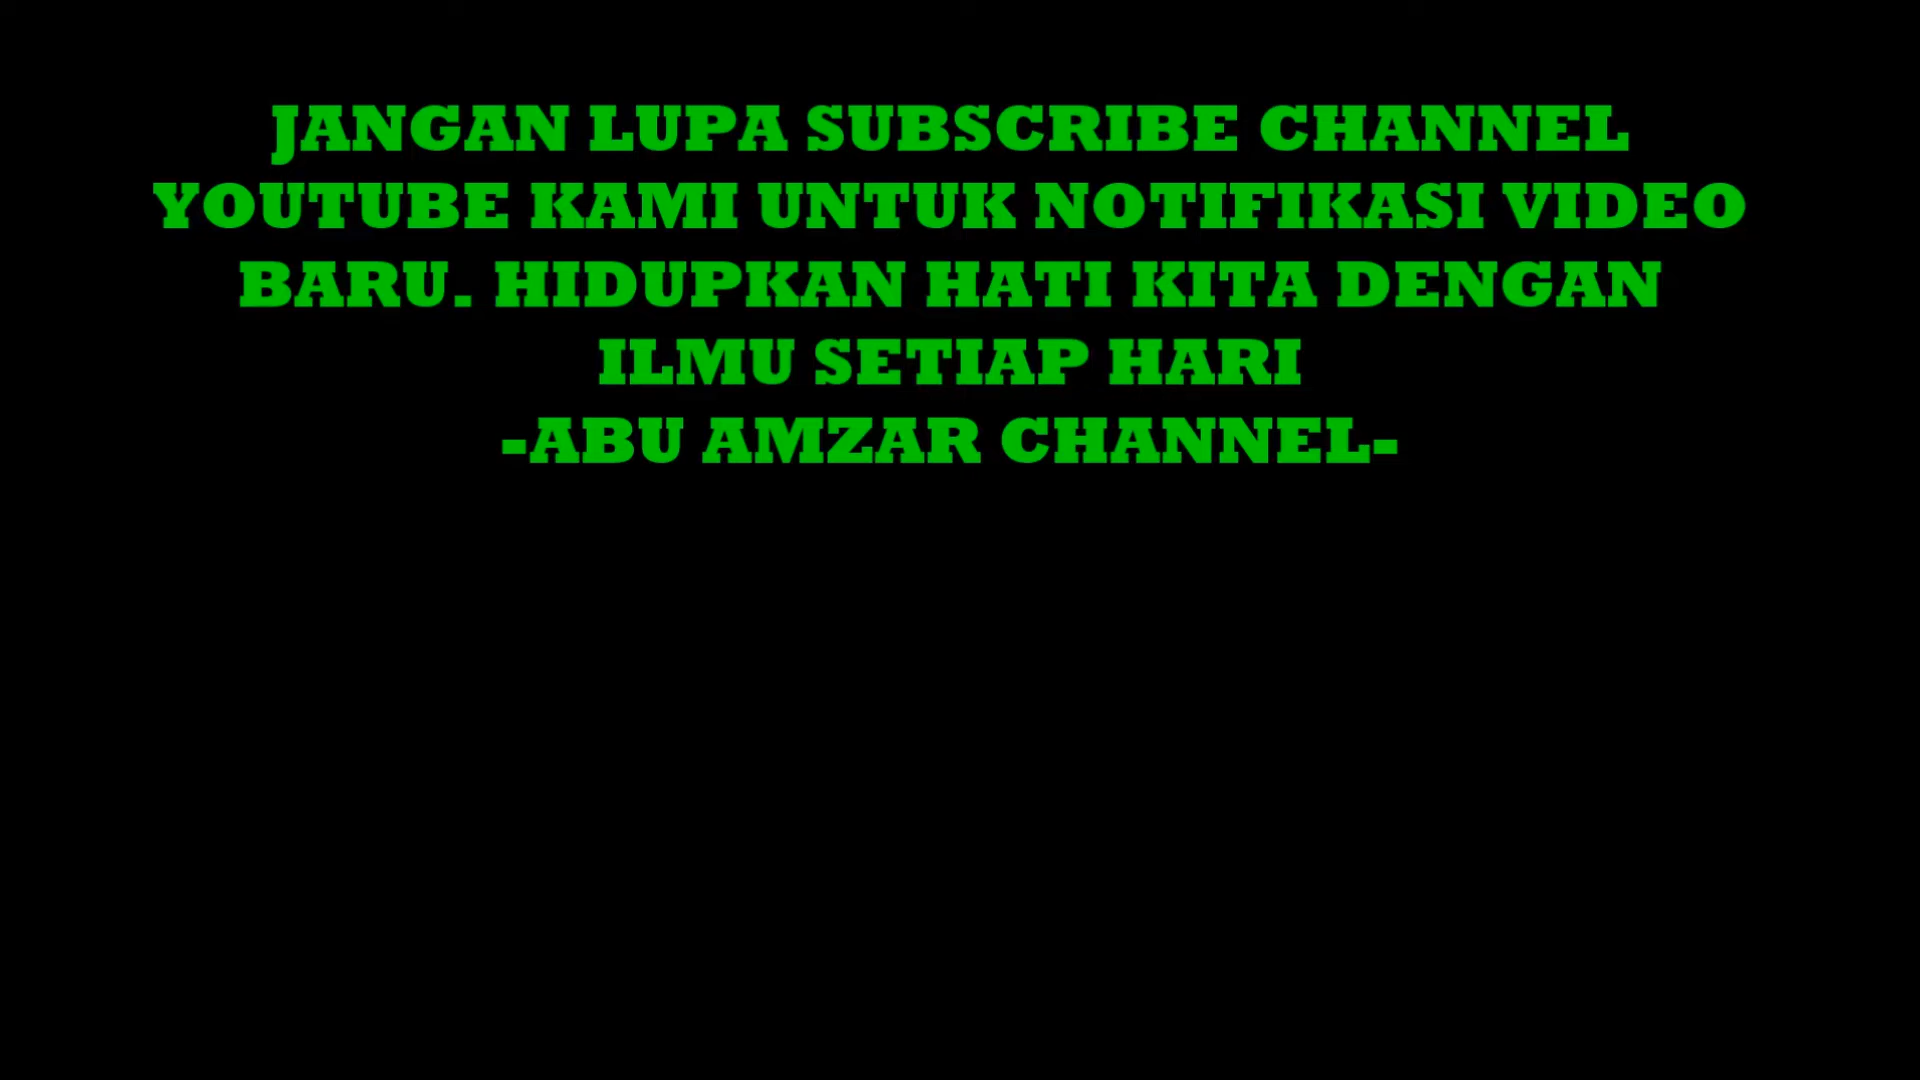 JANGAN LUPA SUBSCRIBE CHANNEL
YOUTUBE KAMI UNTUK NOTIFIKASI VIDEO
BARU. HIDUPKAN HATI KITA DENGAN
ILMU SETIAP HARI
-ABU AMZAR CHANNEL-